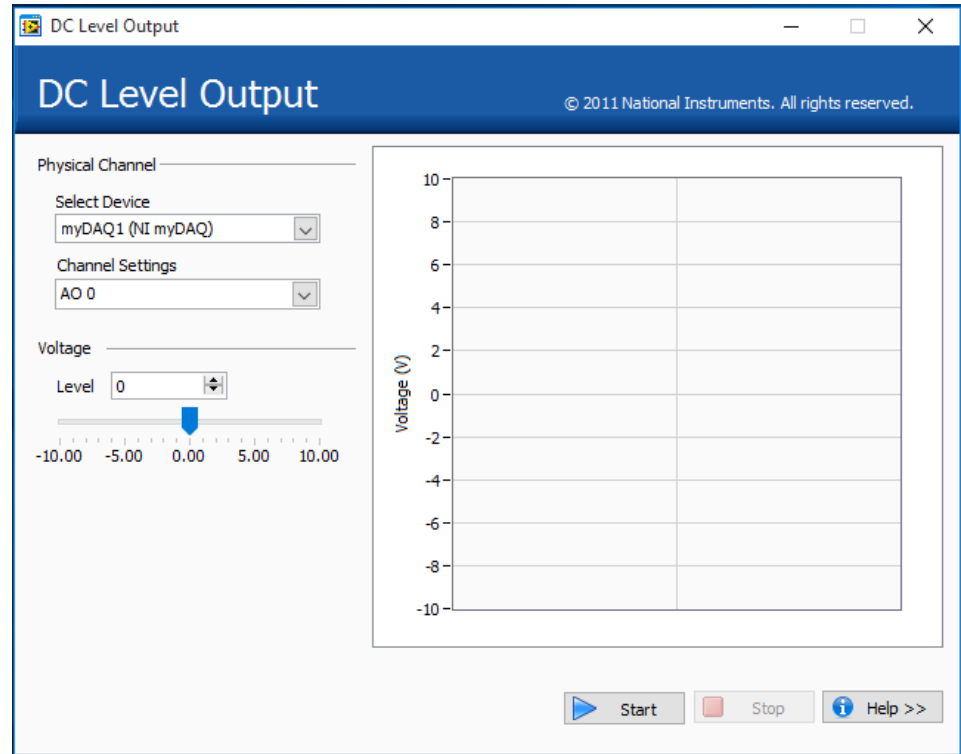 DC Level Output
DC Level Output
© 2011 National Instruments. All rights reserved.
Physical Channel
Select Device
myDAQ1 (NI myDAQ)
Channel Settings
AO 0
Voltage
Level 0
-10.00 -5.00 0.00 5.00 10.00
Voltage (V)
10
8
6
4
2
0
-2
-4
-6
-8
-10
Start Stop Help >>